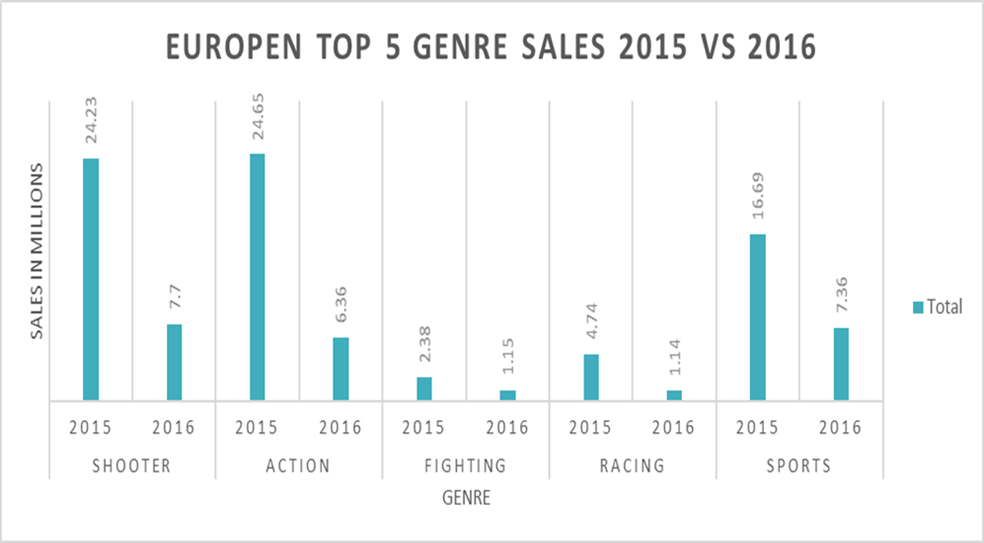 EUROPEN TOP 5 GENRE SALES 2015 VS 2016
SALES IN MILLIONS
24.23
7.7
24.65
6.36
2.38
1.15
4.74
1.14
16.69
7.36
Total
2015 2016 2015 2016 2015 2016 2015 2016 2015 2016
SHOOTER ACTION FIGHTING RACING SPORTS
GENRE